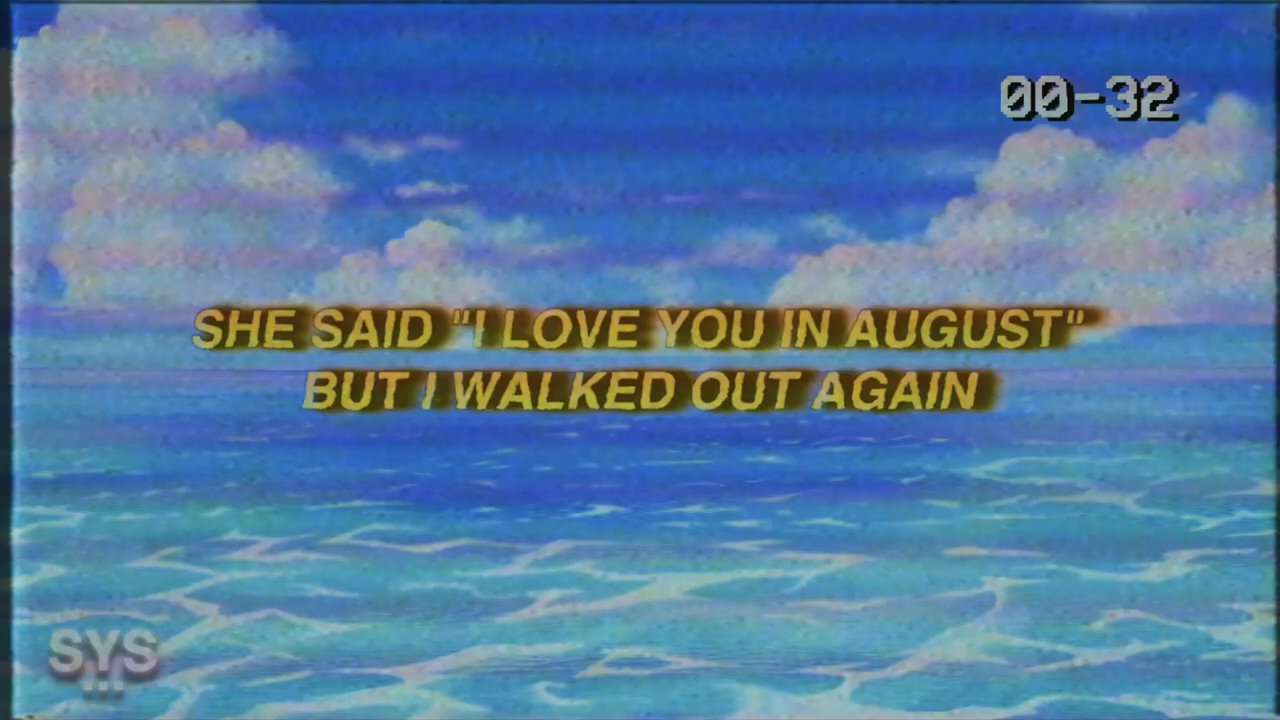 00-32
SHE SAID "I LOVE YOU IN AUGUST"
BUT I WALKED OUT AGAIN
SYS
...